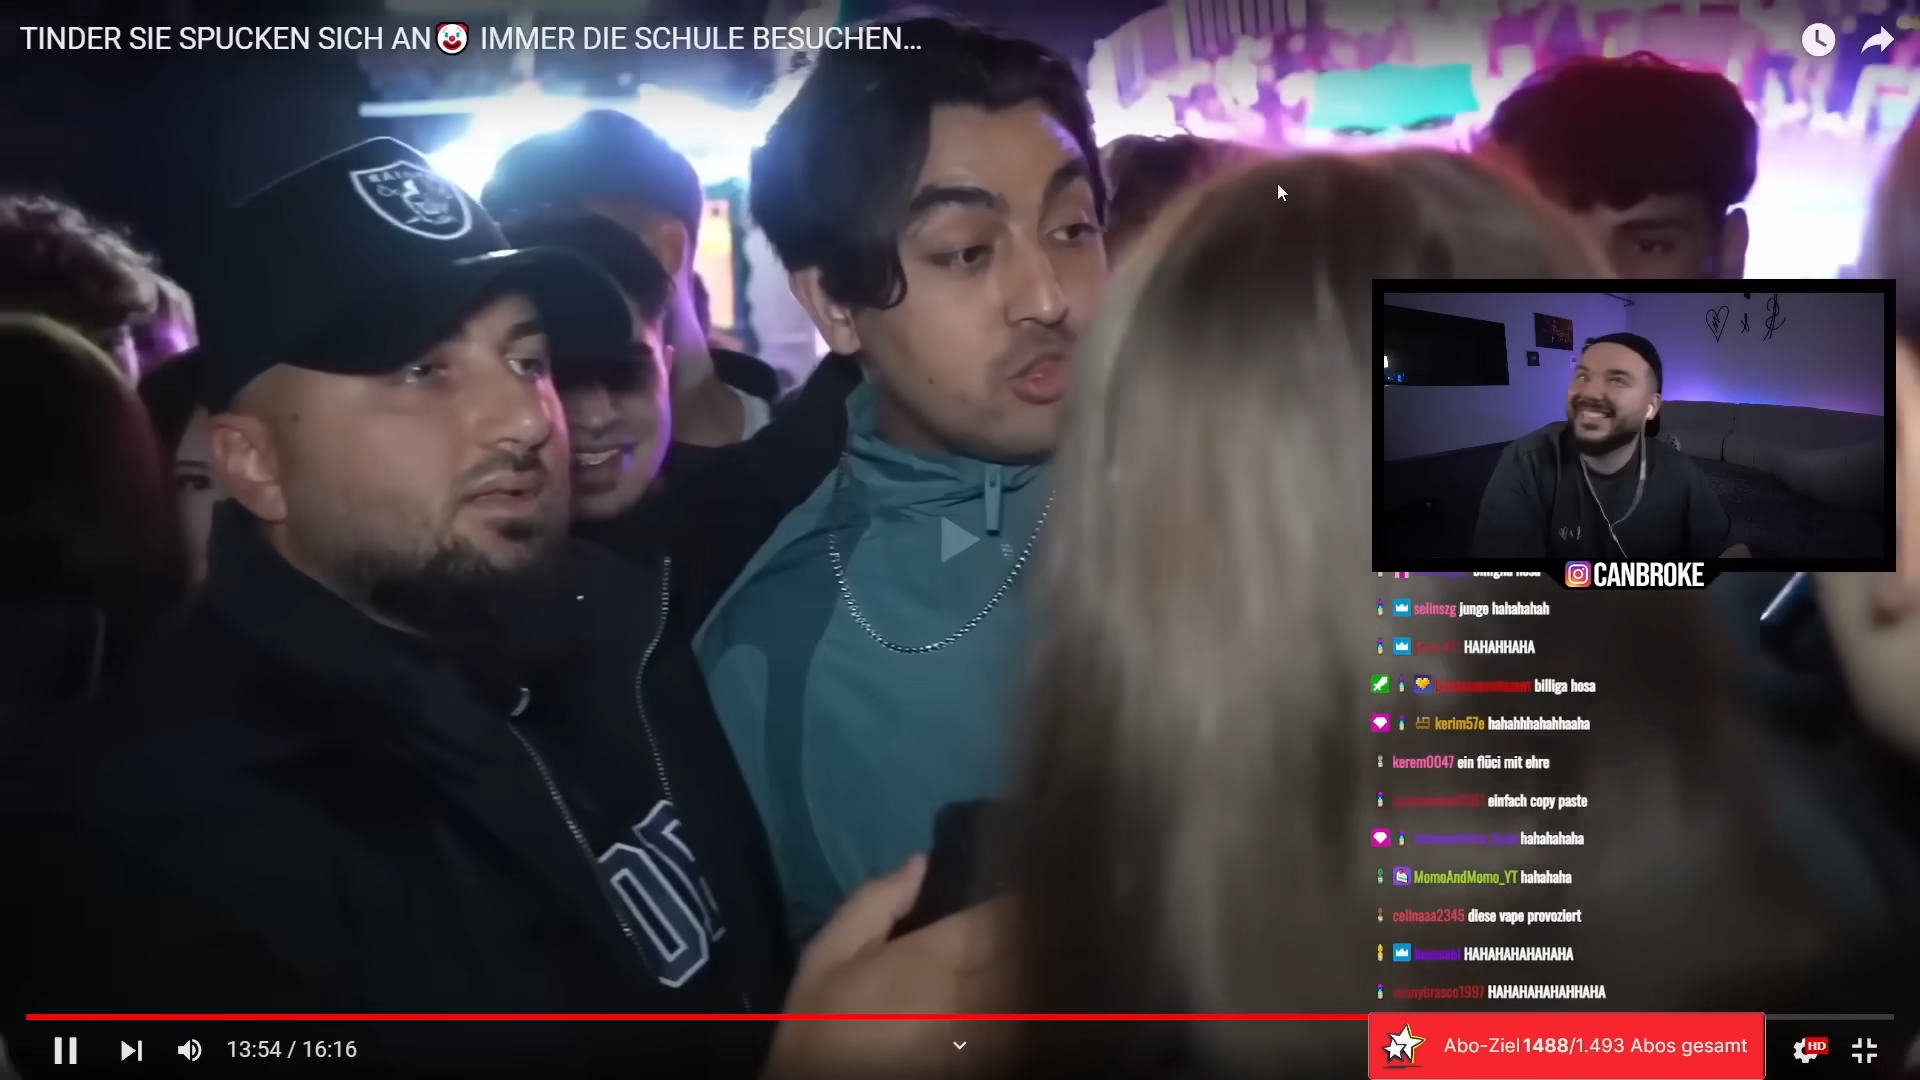 TINDER SIE SPUCKEN SICH AN🤡 IMMER DIE SCHULE BESUCHEN...
RAIDERS
CANBROKE
selinszg junge hahahahah
HAHAHHAHA
billiga hosa
kerim57e hahahhhahahhaaha
kerem0047 ein flüci mit ehre
einfach copy paste
hahahahaha
MomoAndMomo_YT hahahaha
celinaaa2345 diese vape provoziert
HAHAHAHAHAHAHA
HAHAHAHAHAHHAHA
13:54 / 16:16
Abo-Ziel 1488/1.493 Abos gesamt
HD